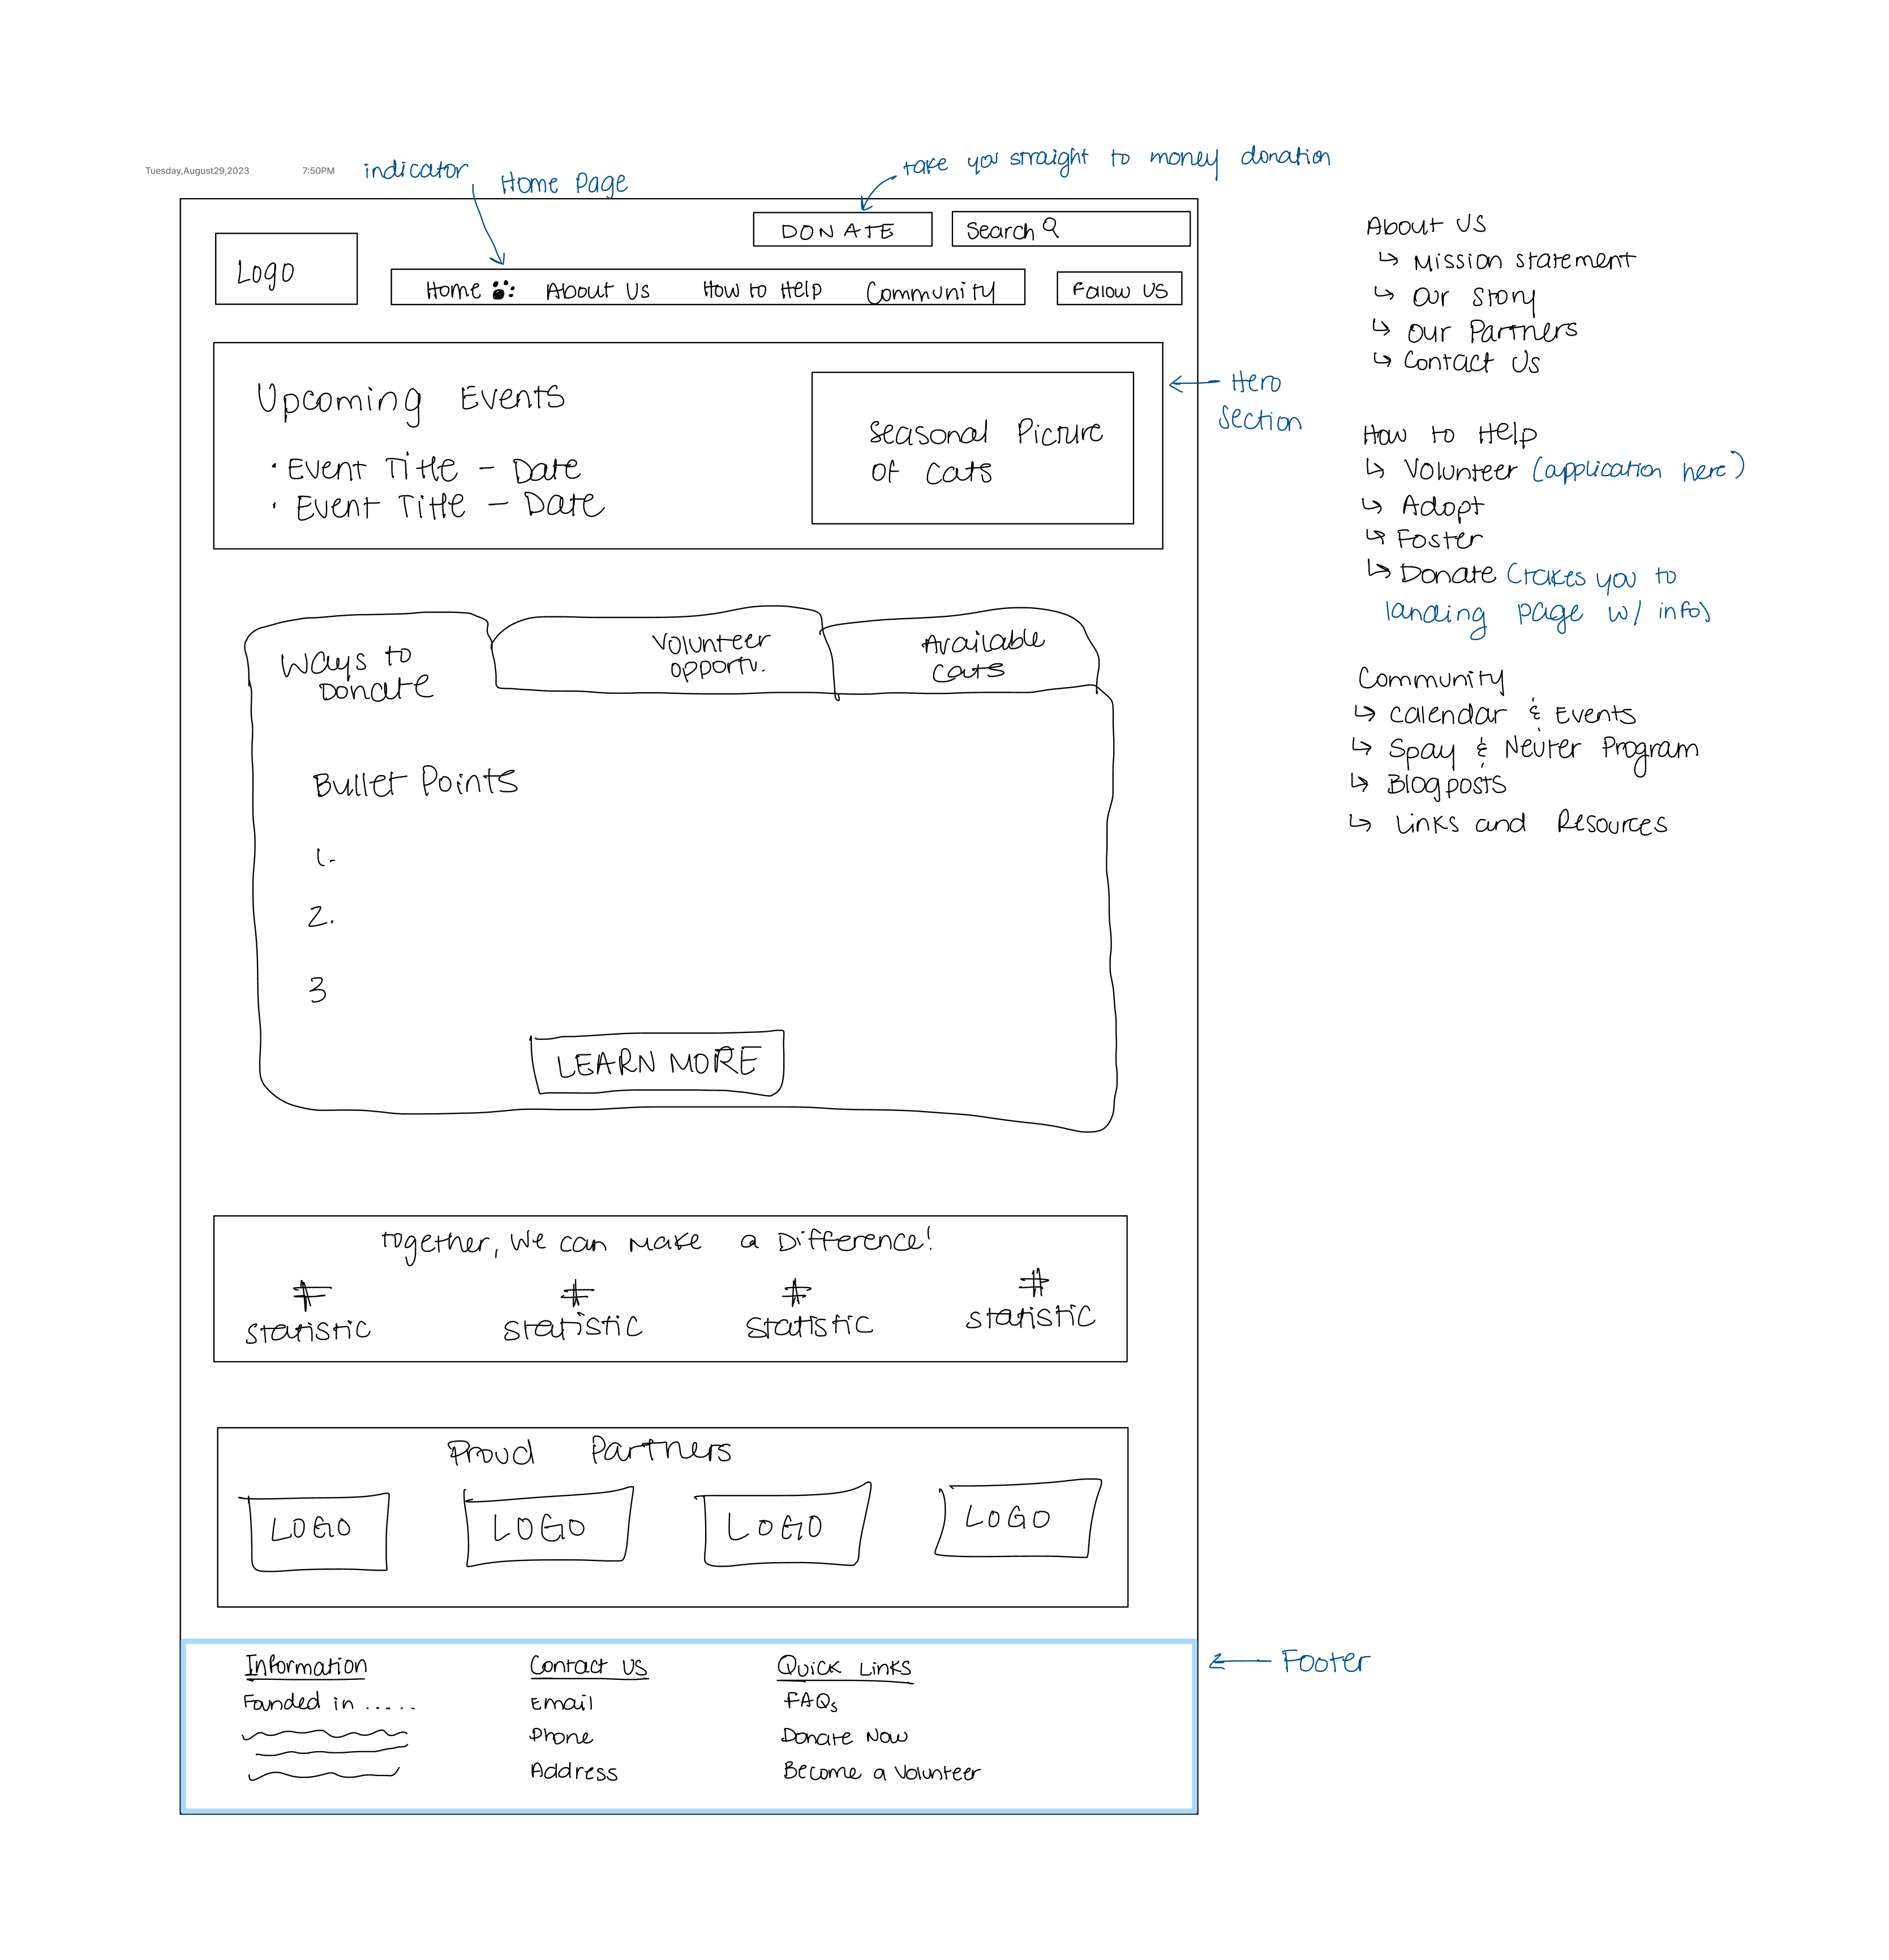 Tuesday,August29,2023 7:50PM
indicator
Home Page
take you straight to money donation
DONATE
Search
Logo
Home About Us How to Help Community
Follow US
Upcoming Events
• Event Title - Date
• Event Title - Date
Seasonal Picture
of Cats
Hero
Section
Ways to
Donate
Volunteer
opportu.
Available
Cats
Bullet Points
1.
2.
3
LEARN MORE
together, We can make a Difference!
# # # #
statistic statistic statistic statistic
Proud Partners
LOGO LOGO LOGO LOGO
Information
Founded in .....
Contact us
Email
Phone
Address
Quick Links
FAQs
Donate Now
Become a Volunteer
Footer
About US
↳ Mission statement
↳ Our Story
↳ Our Partners
↳ Contact Us
How to Help
↳ Volunteer (application here)
↳ Adopt
↳ Foster
↳ Donate (takes you to
landing page w/ info)
Community
↳ Calendar & Events
↳ Spay & Neuter Program
↳ Blogposts
↳ Links and Resources